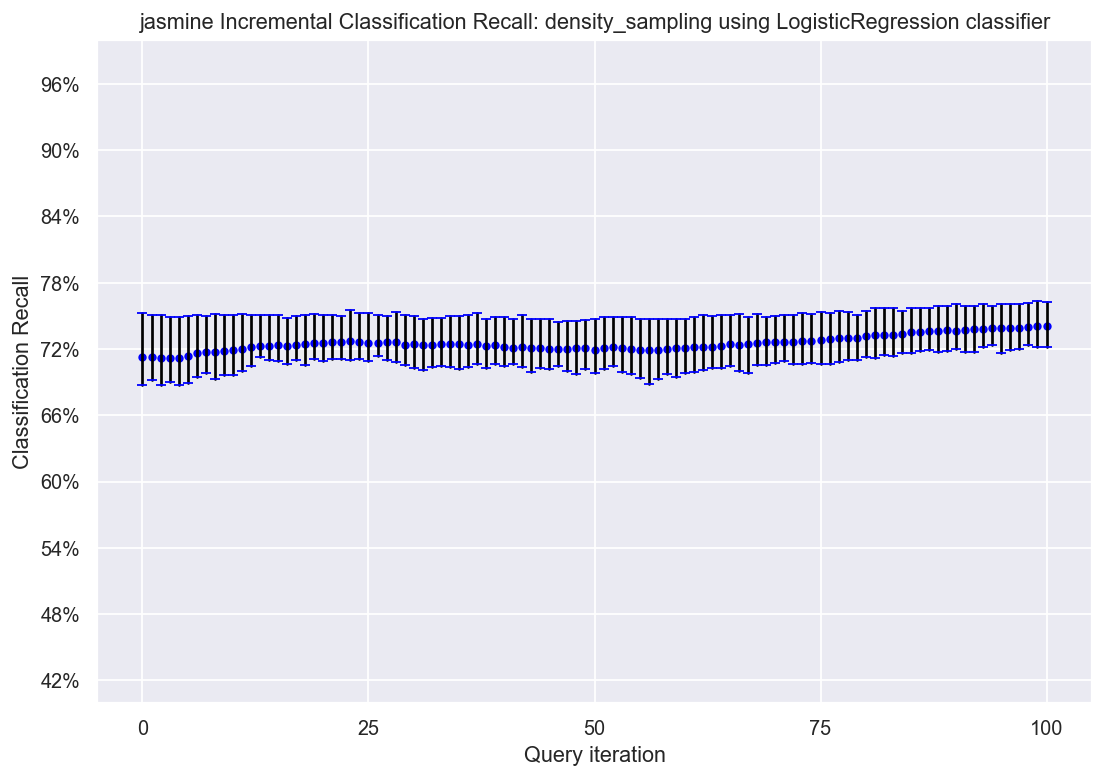 jasmine Incremental Classification Recall: density_sampling using LogisticRegression classifier
96%
90%
84%
78%
72%
66%
60%
54%
48%
42%
Classification Recall
0 25 50 75 100
Query iteration